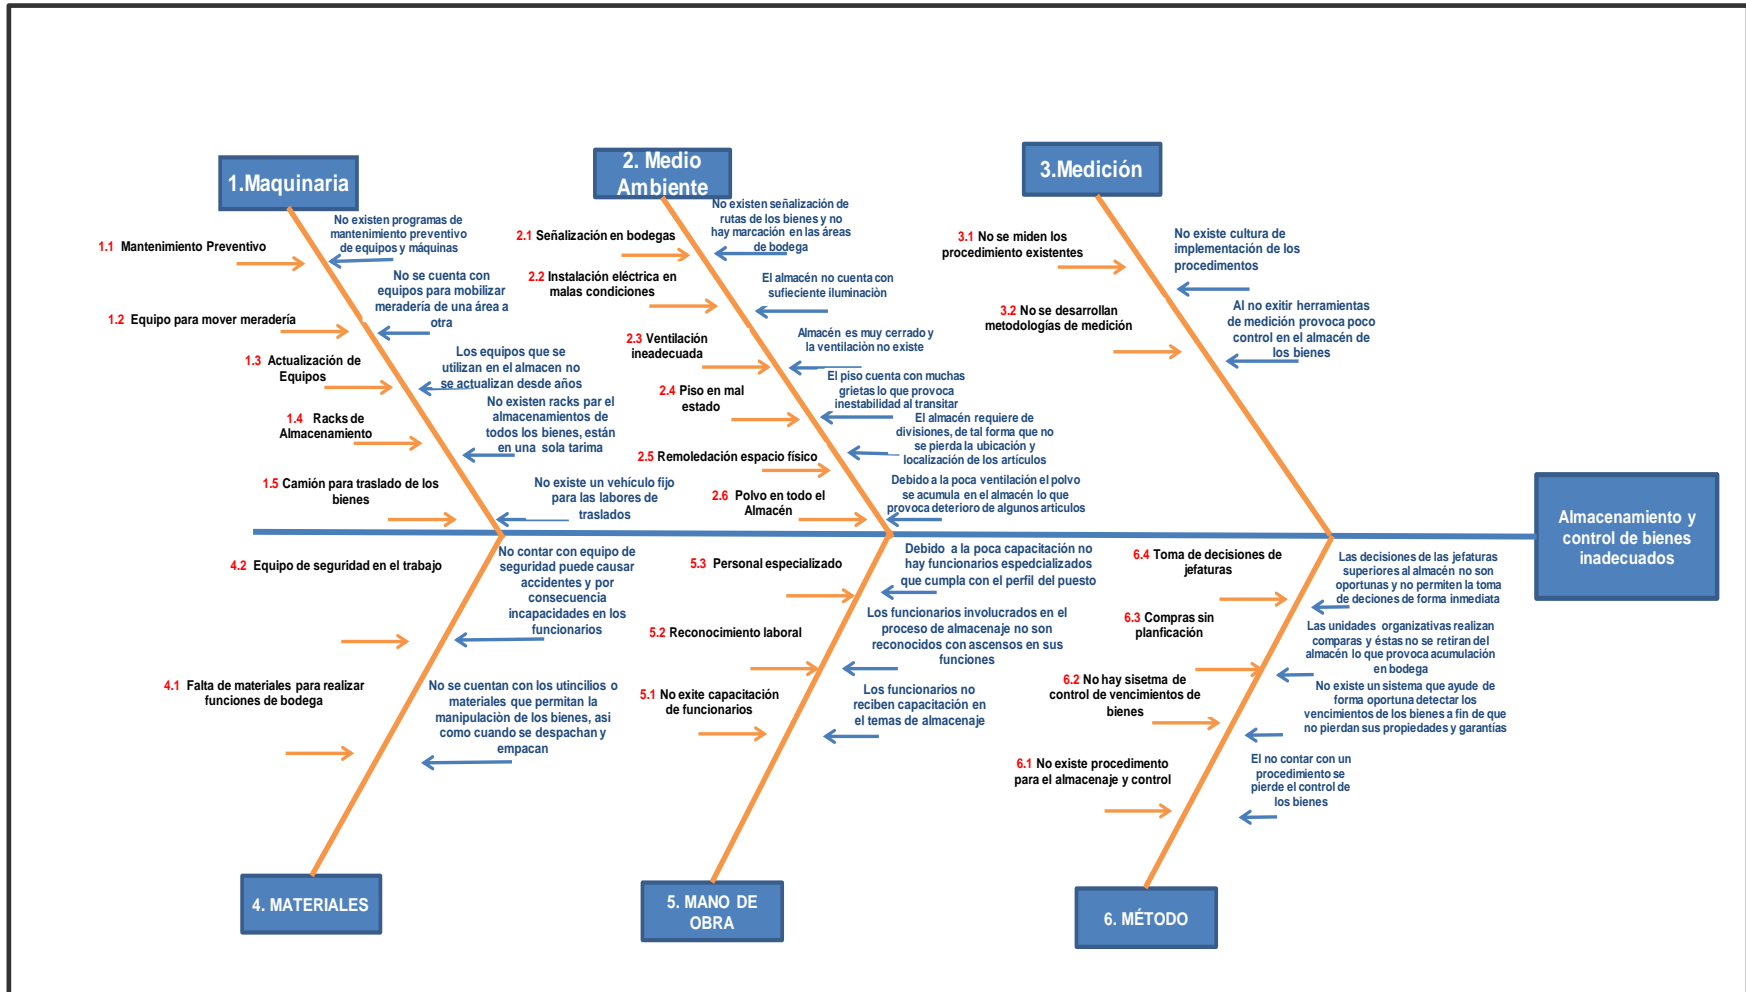 1.Maquinaria
No existen programas de
mantenimiento preventivo
de equipos y máquinas
1.1 Mantenimiento Preventivo
No se cuenta con
equipos para mobilizar
meradería de una área a
otra
1.2 Equipo para mover meradería
Los equipos que se
utilizan en el almacen no
se actualizan desde años
1.3 Actualización de
Equipos
No existen racks par el
almacenamientos de
todos los bienes, están
en una sola tarima
1.4 Racks de
Almacenamiento
No existe un vehículo fijo
para las labores de
traslados
1.5 Camión para traslado de los
bienes
2. Medio
Ambiente
No existen señalización de
rutas de los bienes y no
hay marcación en las áreas
de bodega
2.1 Señalización en bodegas
2.2 Instalación eléctrica en
malas condiciones
El almacén no cuenta con
sufieciente iluminaciòn
2.3 Ventilación
ineadecuada
Almacén es muy cerrado y
la ventilaciòn no existe
2.4 Piso en mal
estado
El piso cuenta con muchas
grietas lo que provoca
inestabilidad al transitar
El almacén requiere de
divisiones, de tal forma que no
se pierda la ubicación y
localización de los artículos
2.5 Remoledación espacio físico
Debido a la poca ventilación el polvo
se acumula en el almacén lo que
provoca deterioro de algunos articulos
2.6 Polvo en todo el
Almacén
3.Medición
3.1 No se miden los
procedimiento existentes
No existe cultura de
implementación de los
procedimentos
3.2 No se desarrollan
metodologías de medición
Al no exitir herramientas
de medición provoca poco
control en el almacén de
los bienes
Almacenamiento y
control de bienes
inadecuados
4.2 Equipo de seguridad en el trabajo
No contar con equipo de
seguridad puede causar
accidentes y por
consecuencia
incapacidades en los
funcionarios
4.1 Falta de materiales para realizar
funciones de bodega
No se cuentan con los utincilios o
materiales que permitan la
manipulaciòn de los bienes, asi
como cuando se despachan y
empacan
4. MATERIALES
5.3 Personal especializado
Debido a la poca capacitación no
hay funcionarios espedcializados
que cumpla con el perfil del puesto
5.2 Reconocimiento laboral
Los funcionarios involucrados en el
proceso de almacenaje no son
reconocidos con ascensos en sus
funciones
5.1 No exite capacitación
de funcionarios
Los funcionarios no
reciben capacitación en
el temas de almacenaje
5. MANO DE
OBRA
6.4 Toma de decisiones de
jefaturas
Las decisiones de las jefaturas
superiores al almacén no son
oportunas y no permiten la toma
de deciones de forma inmediata
6.3 Compras sin
planficación
Las unidades organizativas realizan
comparas y éstas no se retiran del
almacén lo que provoca acumulación
en bodega
6.2 No hay sisetma de
control de vencimientos de
bienes
No existe un sistema que ayude de
forma oportuna detectar los
vencimientos de los bienes a fin de que
no pierdan sus propiedades y garantías
6.1 No existe procedimento
para el almacenaje y control
El no contar con un
procedimiento se
pierde el control de
los bienes
6. MÉTODO